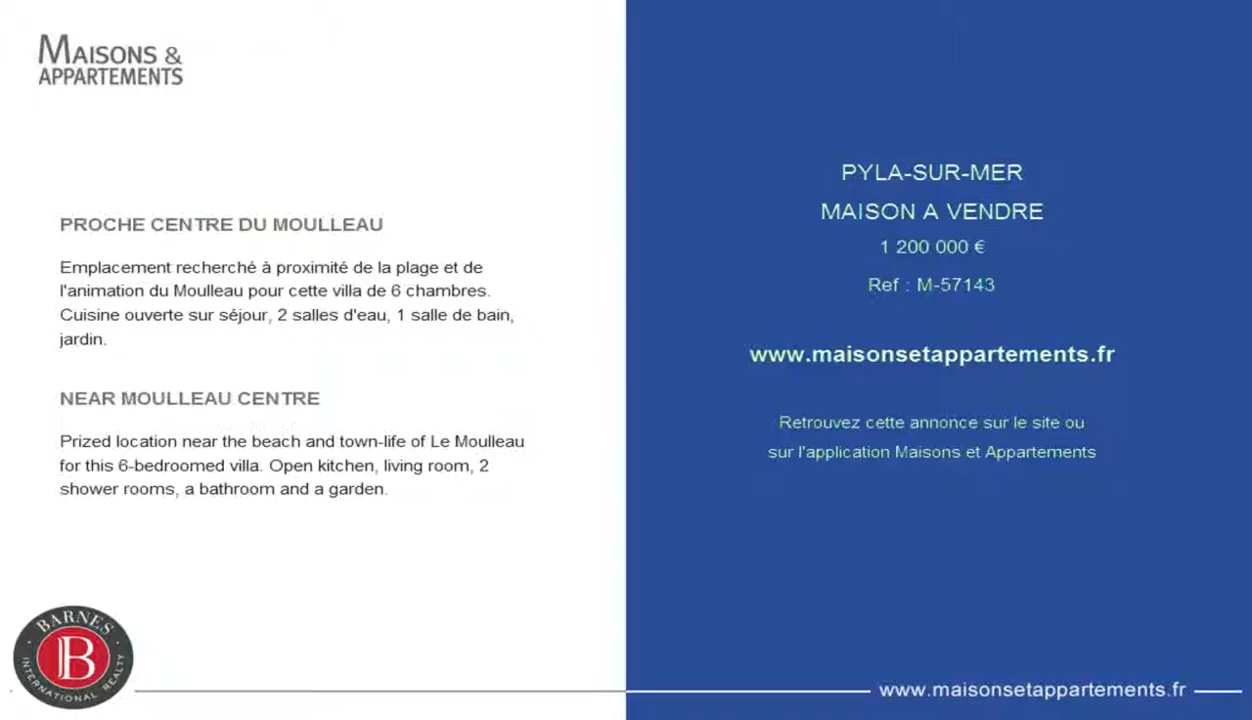 MAISONS &
APPARTEMENTS
PROCHE CENTRE DU MOULLEAU
Emplacement recherché à proximité de la plage et de
l'animation du Moulleau pour cette villa de 6 chambres.
Cuisine ouverte sur séjour, 2 salles d'eau, 1 salle de bain,
jardin.
NEAR MOULLEAU CENTRE
Prized location near the beach and town-life of Le Moulleau
for this 6-bedroomed villa. Open kitchen, living room, 2
shower rooms, a bathroom and a garden.
BARNES
B
INTERNATIONAL REALTY
PYLA-SUR-MER
MAISON A VENDRE
1 200 000 €
Ref : M-57143
www.maisonsetappartements.fr
Retrouvez cette annonce sur le site ou
sur l'application Maisons et Appartements
www.maisonsetappartements.fr